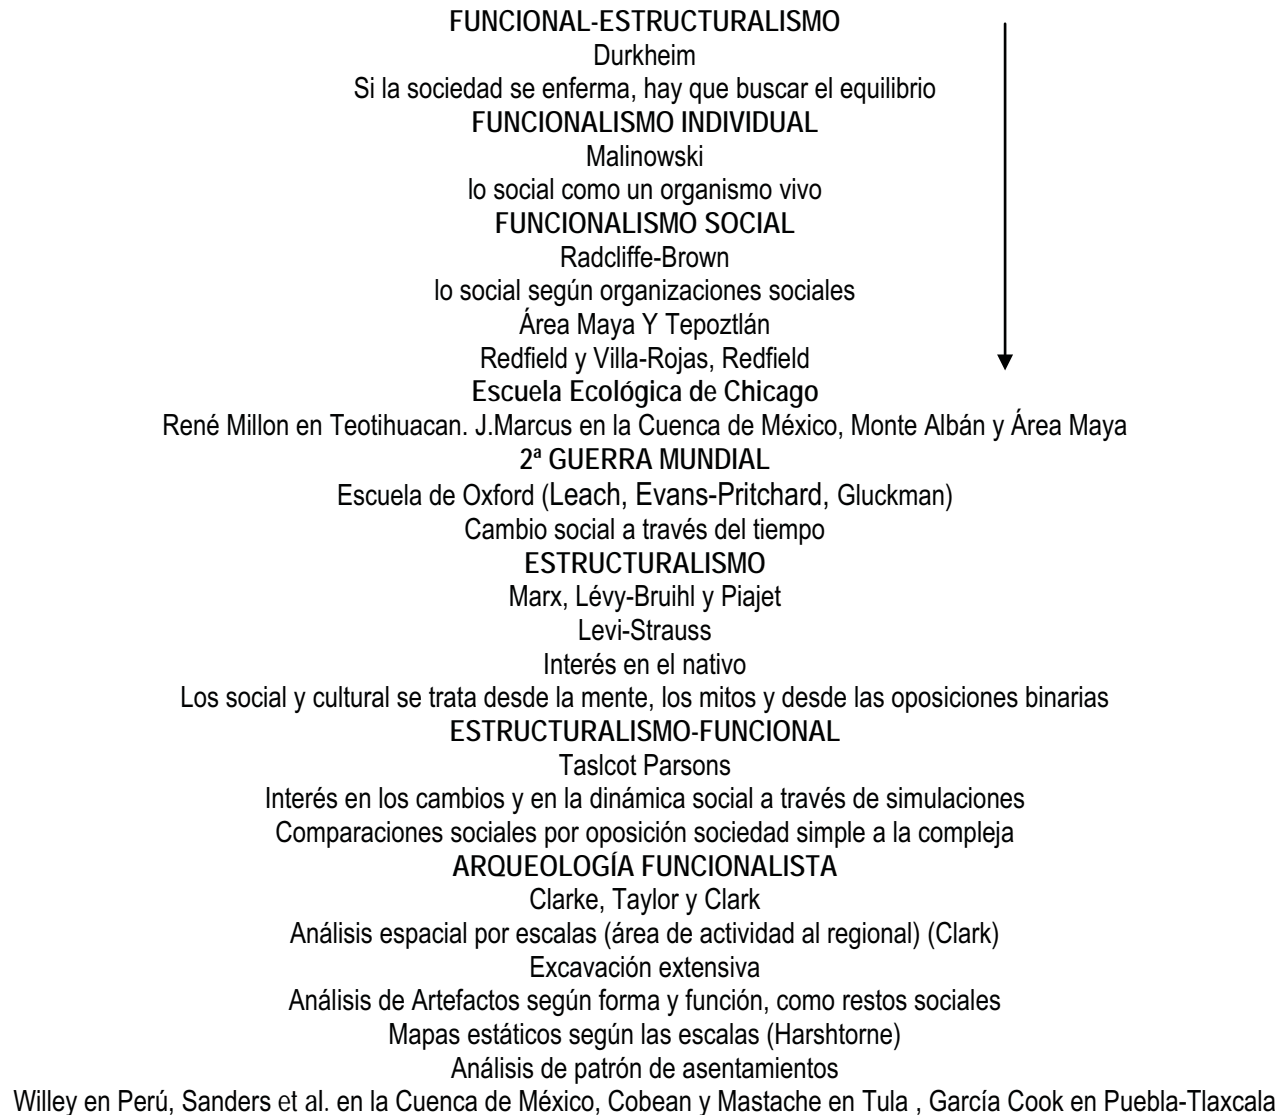 FUNCIONAL-ESTRUCTURALISMO
Durkheim
Si la sociedad se enferma, hay que buscar el equilibrio
FUNCIONALISMO INDIVIDUAL
Malinowski
lo social como un organismo vivo
FUNCIONALISMO SOCIAL
Radcliffe-Brown
lo social según organizaciones sociales
Área Maya Y Tepoztlán
Redfield y Villa-Rojas, Redfield
Escuela Ecológica de Chicago
René Millon en Teotihuacan. J.Marcus en la Cuenca de México, Monte Albán y Área Maya
2ª GUERRA MUNDIAL
Escuela de Oxford (Leach, Evans-Pritchard, Gluckman)
Cambio social a través del tiempo
ESTRUCTURALISMO
Marx, Lévy-Bruihl y Piajet
Levi-Strauss
Interés en el nativo
Los social y cultural se trata desde la mente, los mitos y desde las oposiciones binarias
ESTRUCTURALISMO-FUNCIONAL
Taslcot Parsons
Interés en los cambios y en la dinámica social a través de simulaciones
Comparaciones sociales por oposición sociedad simple a la compleja
ARQUEOLOGÍA FUNCIONALISTA
Clarke, Taylor y Clark
Análisis espacial por escalas (área de actividad al regional) (Clark)
Excavación extensiva
Análisis de Artefactos según forma y función, como restos sociales
Mapas estáticos según las escalas (Harshtorne)
Análisis de patrón de asentamientos
Willey en Perú, Sanders et al. en la Cuenca de México, Cobean y Mastache en Tula , García Cook en Puebla-Tlaxcala